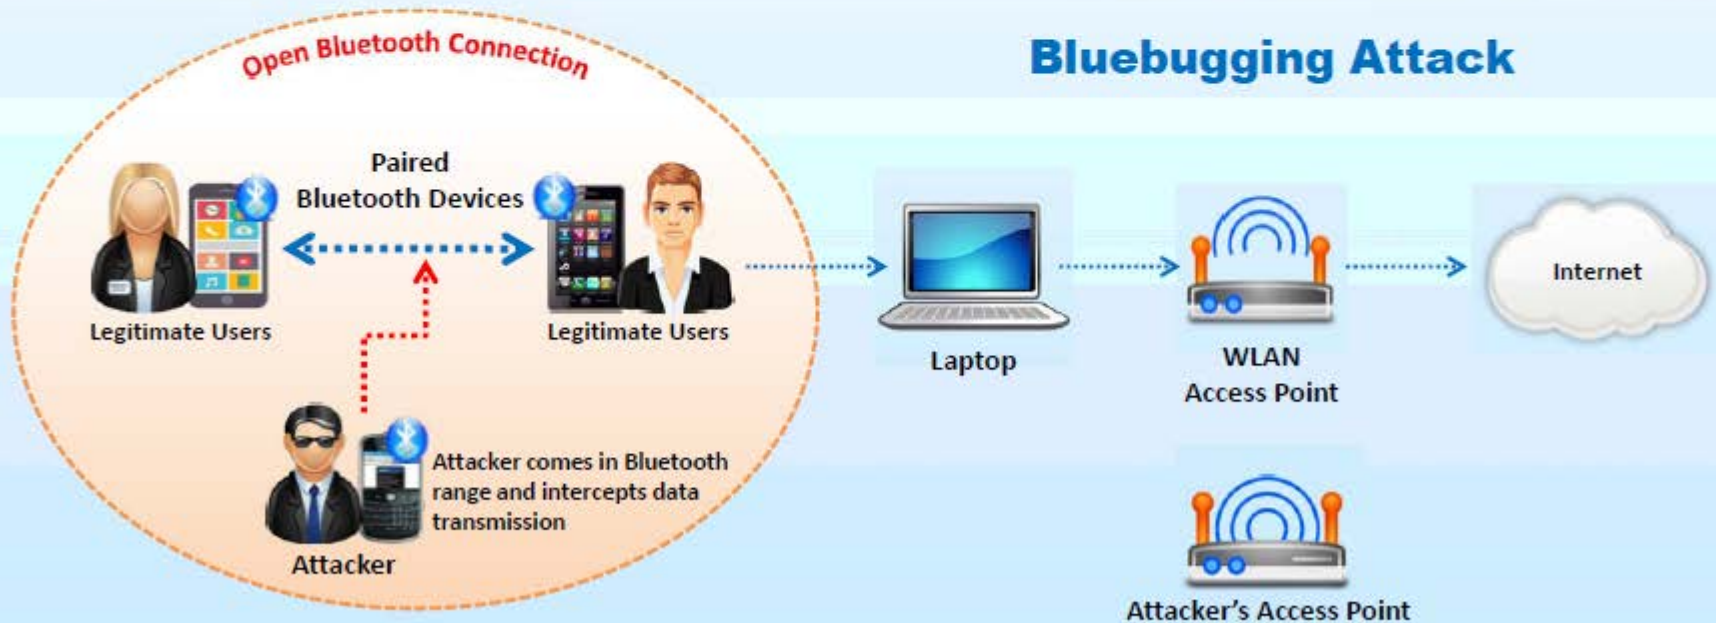 Open Bluetooth Connection
Bluebugging Attack
Paired
Bluetooth Devices
Legitimate Users
Legitimate Users
Attacker comes in Bluetooth
range and intercepts data
transmission
Attacker
Laptop
WLAN
Access Point
Internet
Attacker's Access Point